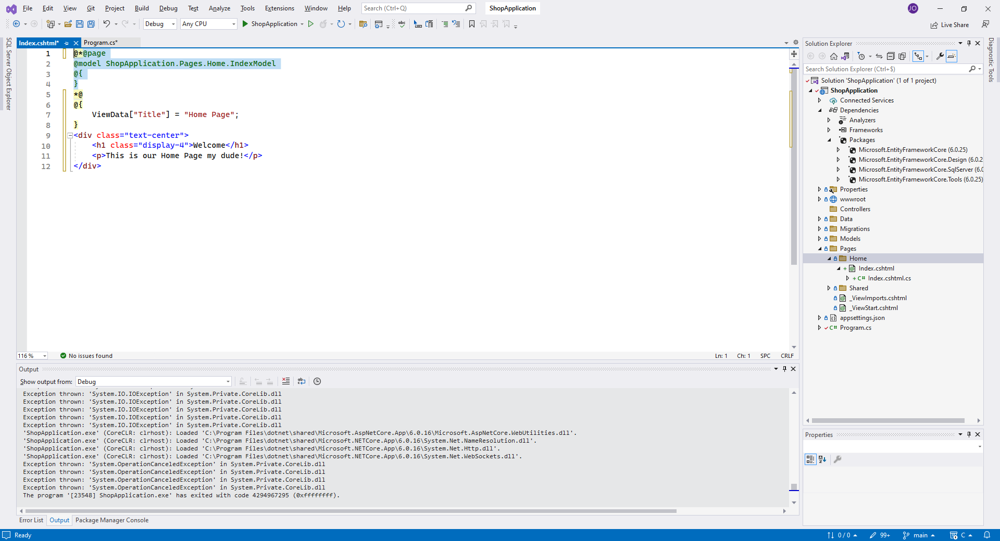 File Edit View Git Project Build Debug Test Analyze Tools Extensions Window Help Search (Ctrl+Q) ShopApplication JO
Debug Any CPU ShopApplication Live Share
SQL Server Object Explorer
Index.cshtml* Program.cs*
1 @*@page
2 @model ShopApplication.Pages.Home.IndexModel
3 @{
4 }
5 *@
6 @{
7 ViewData["Title"] = "Home Page";
8 }
9 <div class="text-center">
10 <h1 class="display-4">Welcome</h1>
11 <p>This is our Home Page my dude!</p>
12 </div>
116 % No issues found Ln: 1 Ch: 1 SPC CRLF
Output
Show output from: Debug
Exception thrown: 'System.IO.IOException' in System.Private.CoreLib.dll
Exception thrown: 'System.IO.IOException' in System.Private.CoreLib.dll
Exception thrown: 'System.IO.IOException' in System.Private.CoreLib.dll
Exception thrown: 'System.IO.IOException' in System.Private.CoreLib.dll
Exception thrown: 'System.IO.IOException' in System.Private.CoreLib.dll
'ShopApplication.exe' (CoreCLR: clrhost): Loaded 'C:\Program Files\dotnet\shared\Microsoft.AspNetCore.App\6.0.16\Microsoft.AspNetCore.WebUtilities.dll'.
'ShopApplication.exe' (CoreCLR: clrhost): Loaded 'C:\Program Files\dotnet\shared\Microsoft.NETCore.App\6.0.16\System.Net.NameResolution.dll'.
'ShopApplication.exe' (CoreCLR: clrhost): Loaded 'C:\Program Files\dotnet\shared\Microsoft.NETCore.App\6.0.16\System.Net.Http.dll'.
'ShopApplication.exe' (CoreCLR: clrhost): Loaded 'C:\Program Files\dotnet\shared\Microsoft.NETCore.App\6.0.16\System.Net.WebSockets.dll'.
Exception thrown: 'System.OperationCanceledException' in System.Private.CoreLib.dll
Exception thrown: 'System.OperationCanceledException' in System.Private.CoreLib.dll
Exception thrown: 'System.OperationCanceledException' in System.Private.CoreLib.dll
Exception thrown: 'System.OperationCanceledException' in System.Private.CoreLib.dll
The program '[23548] ShopApplication.exe' has exited with code 4294967295 (0xffffffff).
Error List Output Package Manager Console
Solution Explorer
Search Solution Explorer (Ctrl+$)
Solution 'ShopApplication' (1 of 1 project)
ShopApplication
Connected Services
Dependencies
Analyzers
Frameworks
Packages
Microsoft.EntityFrameworkCore (6.0.25)
Microsoft.EntityFrameworkCore.Design (6.0.2
Microsoft.EntityFrameworkCore.SqlServer (6.0
Microsoft.EntityFrameworkCore.Tools (6.0.25)
Properties
wwwroot
Controllers
Data
Migrations
Models
Pages
Home
Index.cshtml
C# Index.cshtml.cs
Shared
_ViewImports.cshtml
_ViewStart.cshtml
appsettings.json
C# Program.cs
Properties
Diagnostic Tools
Ready 0 / 0 99+ main C